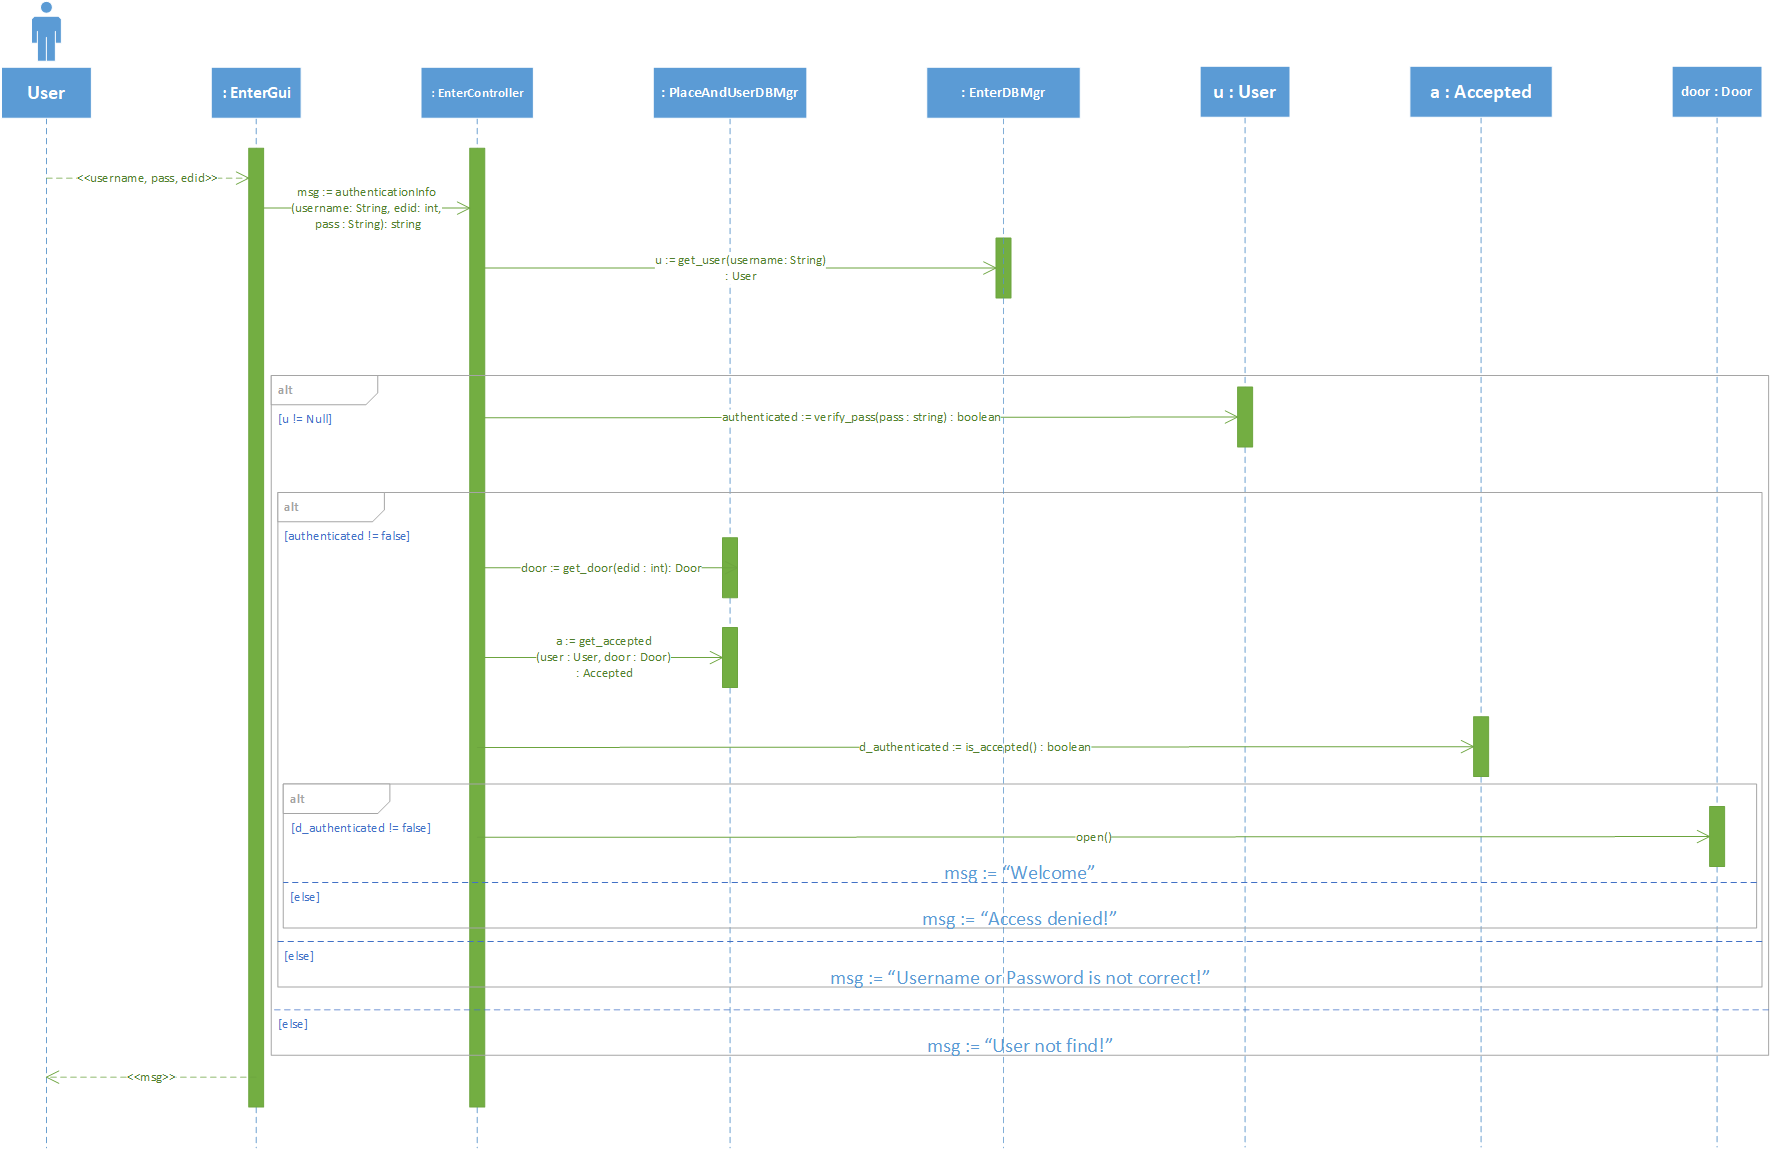 User
: EnterGui
: EnterController
: PlaceAndUserDBMgr
: EnterDBMgr
u : User
a : Accepted
door : Door
<<username, pass, edid>>
msg := authenticationInfo
(username: String, edid: int,
pass : String): string
u := get_user(username: String)
: User
alt
[u != Null]
authenticated := verify_pass(pass : string) : boolean
alt
[authenticated != false]
door := get_door(edid : int): Door
a := get_accepted
(user : User, door : Door)
: Accepted
d_authenticated := is_accepted() : boolean
alt
[d_authenticated != false]
open()
msg := “Welcome”
[else]
msg := “Access denied!”
[else]
msg := “Username or Password is not correct!”
[else]
msg := “User not find!”
<<msg>>